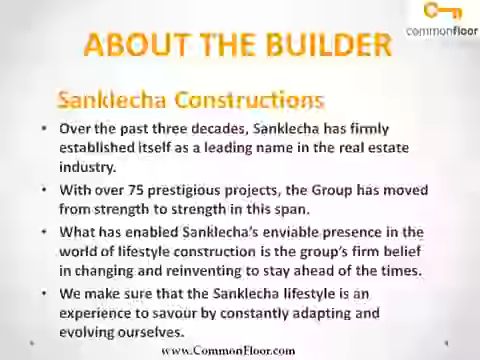 commonfloor
ABOUT THE BUILDER
Sanklecha Constructions
• Over the past three decades, Sanklecha has firmly
established itself as a leading name in the real estate
industry.
• With over 75 prestigious projects, the Group has moved
from strength to strength in this span.
• What has enabled Sanklecha's enviable presence in the
world of lifestyle construction is the group's firm belief
in changing and reinventing to stay ahead of the times.
• We make sure that the Sanklecha lifestyle is an
experience to savour by constantly adapting and
evolving ourselves.
www.CommonFloor.com